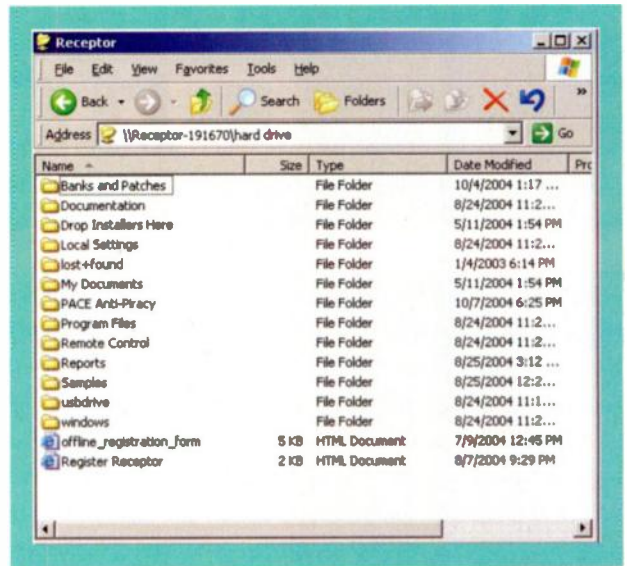 Receptor
File Edit View Favorites Tools Help
Back Search Folders »
Address \\Receptor-191670\hard drive Go
Name Size Type Date Modified Prc
Banks and Patches File Folder 10/4/2004 1:17 ...
Documentation File Folder 8/24/2004 11:2...
Drop Installers Here File Folder 5/11/2004 1:54 PM
Local Settings File Folder 8/24/2004 11:2...
lost+found File Folder 1/4/2003 6:14 PM
My Documents File Folder 5/11/2004 1:54 PM
PACE Anti-Piracy File Folder 10/7/2004 6:25 PM
Program Files File Folder 8/24/2004 11:2...
Remote Control File Folder 8/24/2004 11:2...
Reports File Folder 8/25/2004 3:12 ...
Samples File Folder 8/25/2004 12:2...
usbdrive File Folder 8/24/2004 11:1...
windows File Folder 8/24/2004 11:2...
offline_registration_form 5 KB HTML Document 7/9/2004 12:45 PM
Register Receptor 2 KB HTML Document 8/7/2004 9:29 PM